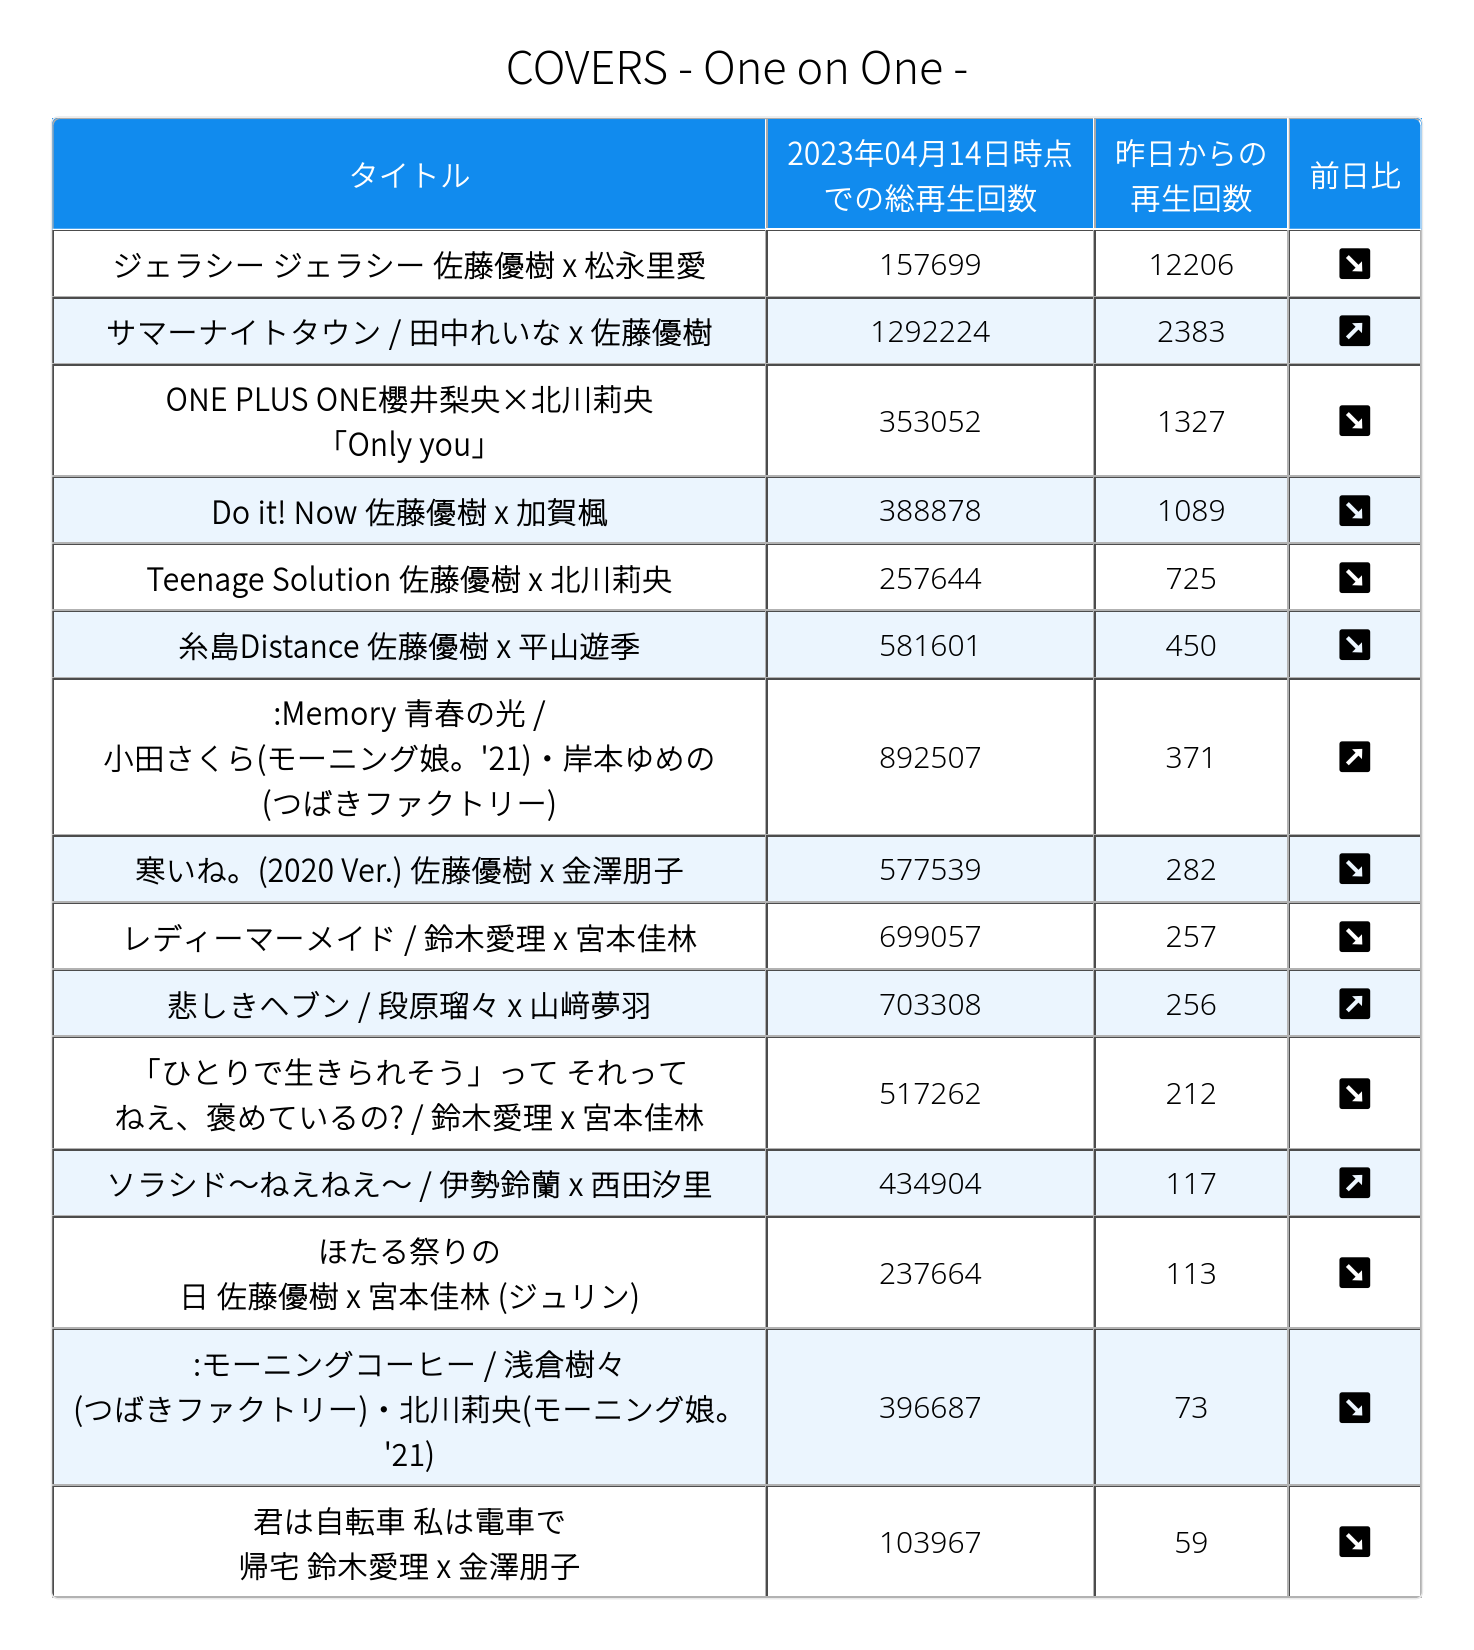 COVERS - One on One -
タイトル
2023年04月14日時点
での総再生回数
昨日からの
再生回数
前日比
ジェラシー ジェラシー 佐藤優樹 x 松永里愛
157699
12206
サマーナイトタウン / 田中れいな x 佐藤優樹
1292224
2383
ONE PLUS ONE櫻井梨央×北川莉央
「Only you」
353052
1327
Do it! Now 佐藤優樹 x 加賀楓
388878
1089
Teenage Solution 佐藤優樹 x 北川莉央
257644
725
糸島Distance 佐藤優樹 x 平山遊季
581601
450
:Memory 青春の光 /
小田さくら(モーニング娘。'21)・岸本ゆめの
(つばきファクトリー)
892507
371
寒いね。(2020 Ver.) 佐藤優樹 x 金澤朋子
577539
282
レディーマーメイド / 鈴木愛理 x 宮本佳林
699057
257
悲しきヘブン / 段原瑠々 x 山﨑夢羽
703308
256
「ひとりで生きられそう」って それって
ねえ、褒めているの? / 鈴木愛理 x 宮本佳林
517262
212
ソラシド～ねえねえ～ / 伊勢鈴蘭 x 西田汐里
434904
117
ほたる祭りの
日 佐藤優樹 x 宮本佳林 (ジュリン)
237664
113
:モーニングコーヒー / 浅倉樹々
(つばきファクトリー)・北川莉央(モーニング娘。
'21)
396687
73
君は自転車 私は電車で
帰宅 鈴木愛理 x 金澤朋子
103967
59